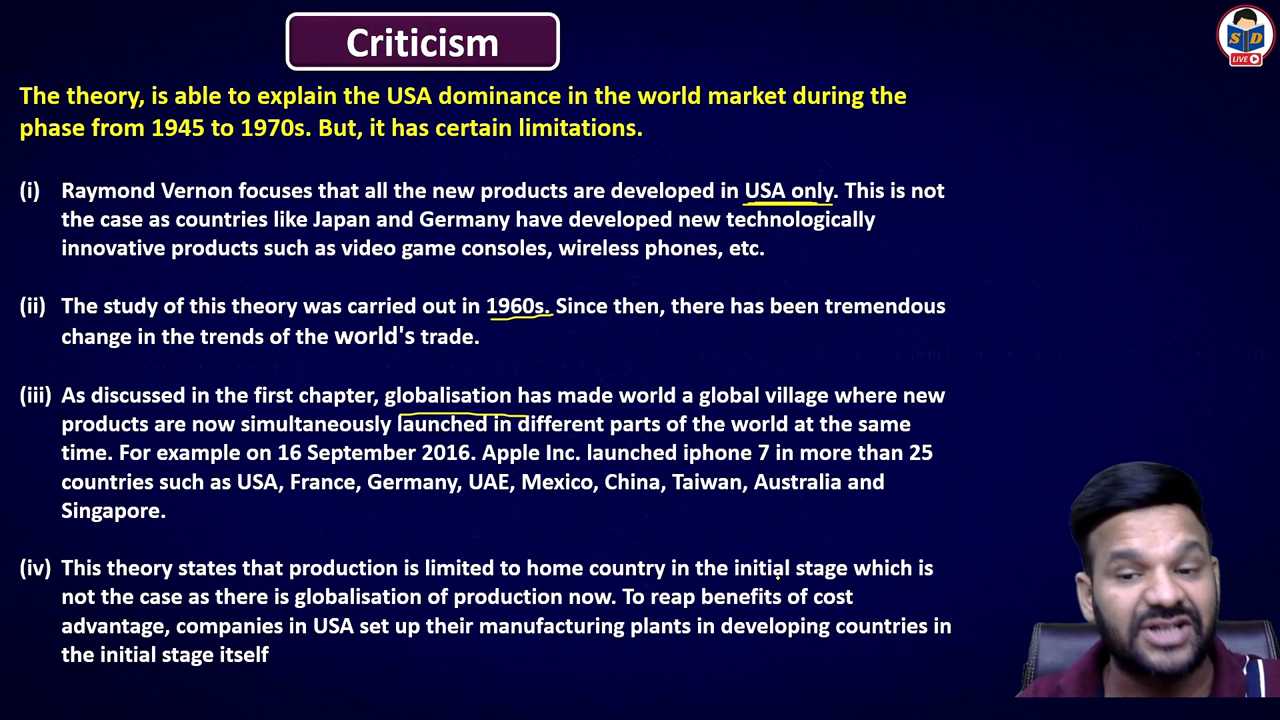 Criticism
S D
LIVE
The theory, is able to explain the USA dominance in the world market during the
phase from 1945 to 1970s. But, it has certain limitations.
(i) Raymond Vernon focuses that all the new products are developed in USA only. This is not
the case as countries like Japan and Germany have developed new technologically
innovative products such as video game consoles, wireless phones, etc.
(ii) The study of this theory was carried out in 1960s. Since then, there has been tremendous
change in the trends of the world's trade.
(iii) As discussed in the first chapter, globalisation has made world a global village where new
products are now simultaneously launched in different parts of the world at the same
time. For example on 16 September 2016. Apple Inc. launched iphone 7 in more than 25
countries such as USA, France, Germany, UAE, Mexico, China, Taiwan, Australia and
Singapore.
(iv) This theory states that production is limited to home country in the initial stage which is
not the case as there is globalisation of production now. To reap benefits of cost
advantage, companies in USA set up their manufacturing plants in developing countries in
the initial stage itself